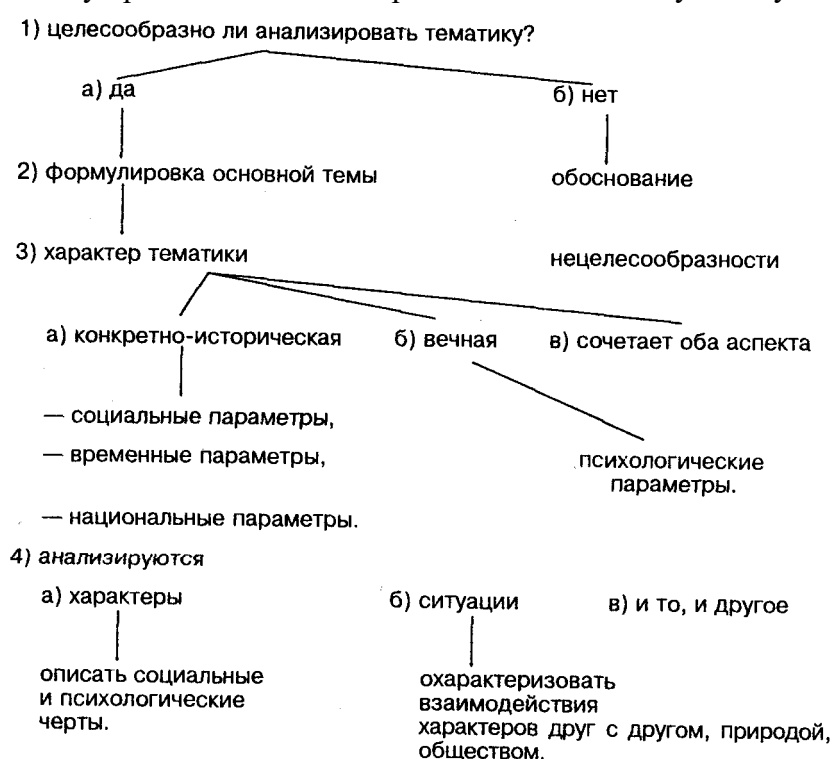 1) целесообразно ли анализировать тематику?
а) да
б) нет
2) формулировка основной темы
обоснование
3) характер тематики
нецелесообразности
а) конкретно-историческая
б) вечная
в) сочетает оба аспекта
— социальные параметры,
— временные параметры,
психологические
параметры.
— национальные параметры.
4) анализируются
а) характеры
б) ситуации
в) и то, и другое
описать социальные
и психологические
черты.
охарактеризовать
взаимодействия
характеров друг с другом, природой,
обществом.